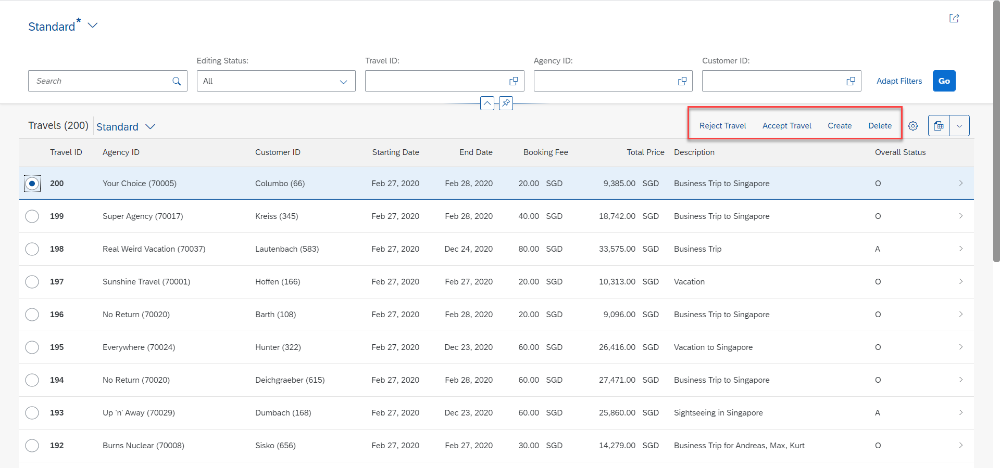 Standard*
Editing Status:
Travel ID:
Agency ID:
Customer ID:
Search
All
Adapt Filters
Go
Travels (200)
Standard
Reject Travel Accept Travel Create Delete
Travel ID Agency ID Customer ID Starting Date End Date Booking Fee Total Price Description Overall Status
200 Your Choice (70005) Columbo (66) Feb 27, 2020 Feb 28, 2020 20.00 SGD 9,385.00 SGD Business Trip to Singapore O
199 Super Agency (70017) Kreiss (345) Feb 27, 2020 Feb 28, 2020 40.00 SGD 18,742.00 SGD Business Trip to Singapore O
198 Real Weird Vacation (70037) Lautenbach (583) Feb 27, 2020 Dec 24, 2020 80.00 SGD 33,575.00 SGD Business Trip A
197 Sunshine Travel (70001) Hoffen (166) Feb 27, 2020 Feb 27, 2020 20.00 SGD 10,313.00 SGD Vacation O
196 No Return (70020) Barth (108) Feb 27, 2020 Feb 28, 2020 20.00 SGD 9,096.00 SGD Business Trip to Singapore O
195 Everywhere (70024) Hunter (322) Feb 27, 2020 Dec 23, 2020 60.00 SGD 26,416.00 SGD Vacation to Singapore O
194 No Return (70020) Deichgraeber (615) Feb 27, 2020 Feb 28, 2020 60.00 SGD 27,471.00 SGD Business Trip to Singapore O
193 Up 'n' Away (70029) Dumbach (168) Feb 27, 2020 Dec 23, 2020 60.00 SGD 25,860.00 SGD Sightseeing in Singapore A
192 Burns Nuclear (70008) Sisko (656) Feb 27, 2020 Feb 27, 2020 30.00 SGD 14,279.00 SGD Business Trip for Andreas, Max, Kurt O